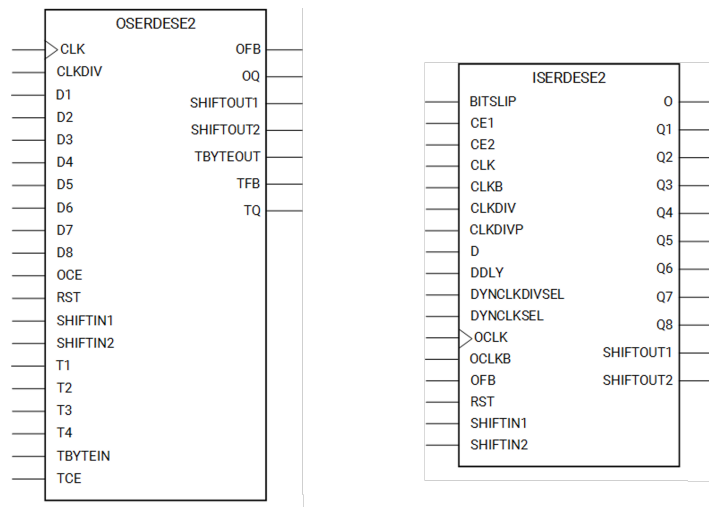 OSERDESE2
CLK
CLKDIV
D1
D2
D3
D4
D5
D6
D7
D8
OCE
RST
SHIFTIN1
SHIFTIN2
T1
T2
T3
T4
TBYTEIN
TCE
OFB
OQ
SHIFTOUT1
SHIFTOUT2
TBYTEOUT
TFB
TQ
ISERDESE2
BITSLIP
CE1
CE2
CLK
CLKB
CLKDIV
CLKDIVP
D
DDLY
DYNCLKDIVSEL
DYNCLKSEL
OCLK
OCLKB
OFB
RST
SHIFTIN1
SHIFTIN2
O
Q1
Q2
Q3
Q4
Q5
Q6
Q7
Q8
SHIFTOUT1
SHIFTOUT2